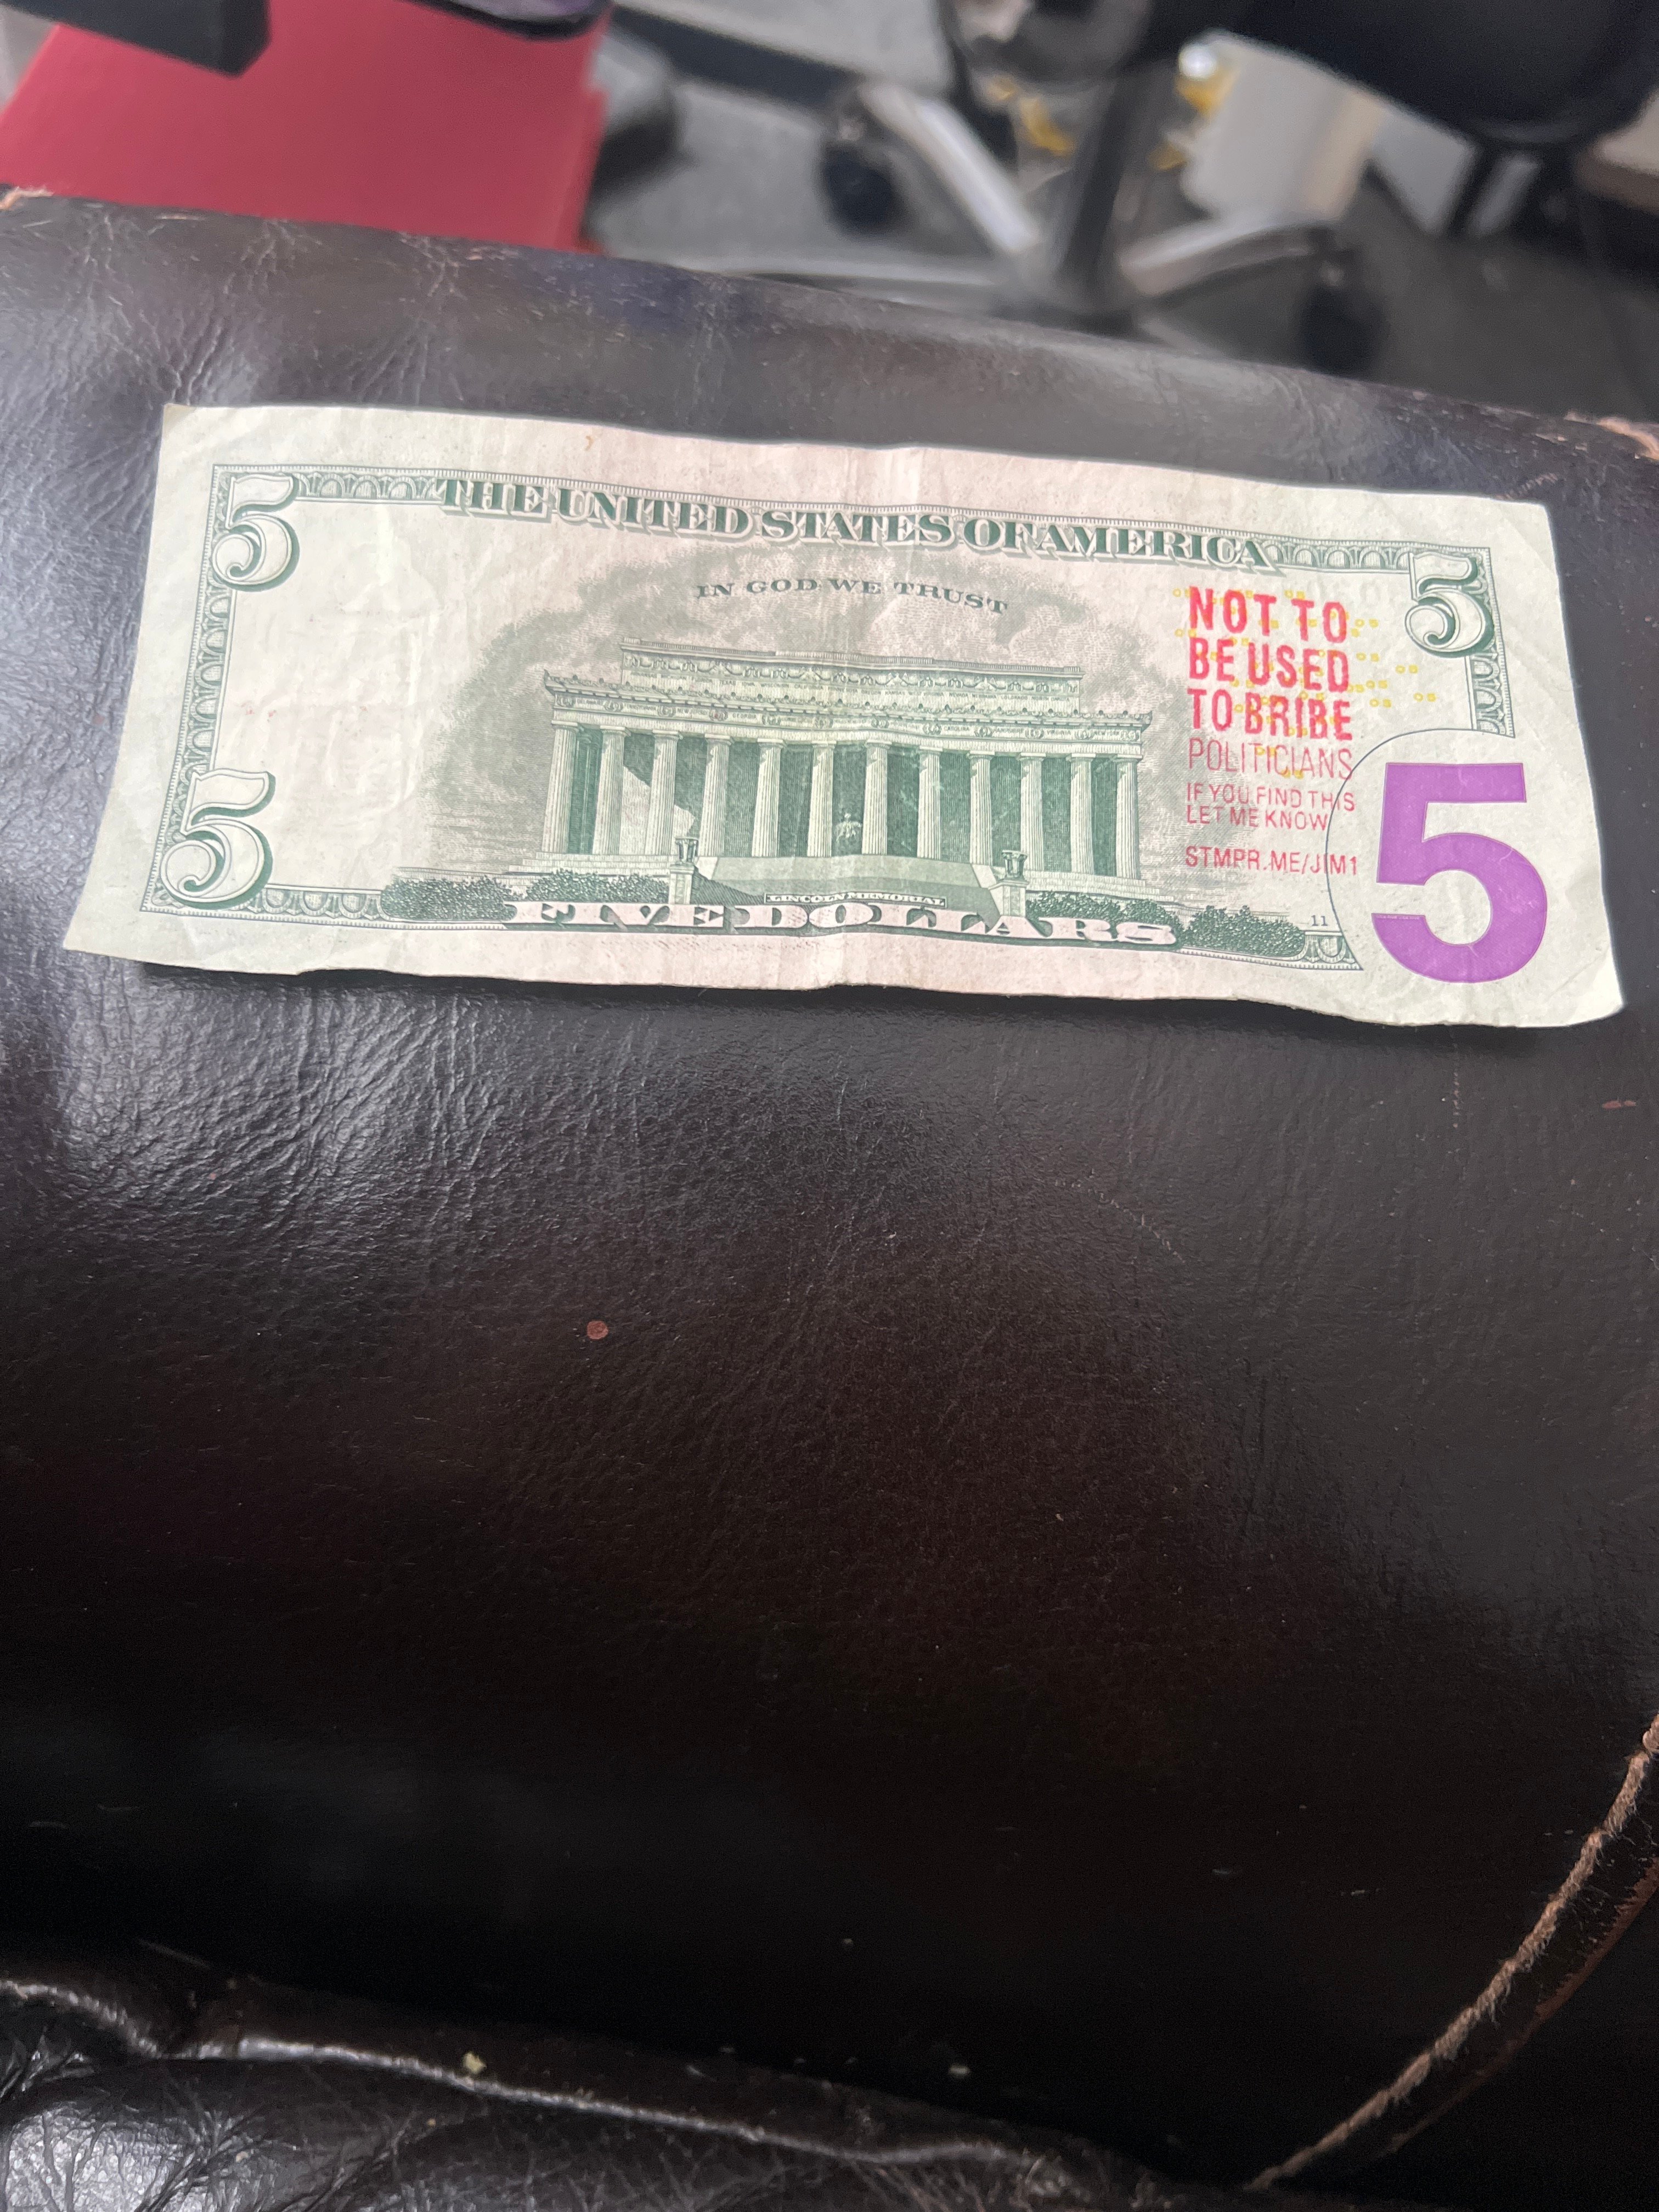 5
THE UNITED STATES OF AMERICA
5
IN GOD WE TRUST
NOT TO
BE USED
TO BRIBE
POLITICIANS
IF YOU FIND THIS
LET ME KNOW
STMPR.ME/JIM1
5
LINCOLN MEMORIAL
FIVE DOLLARS
11
5